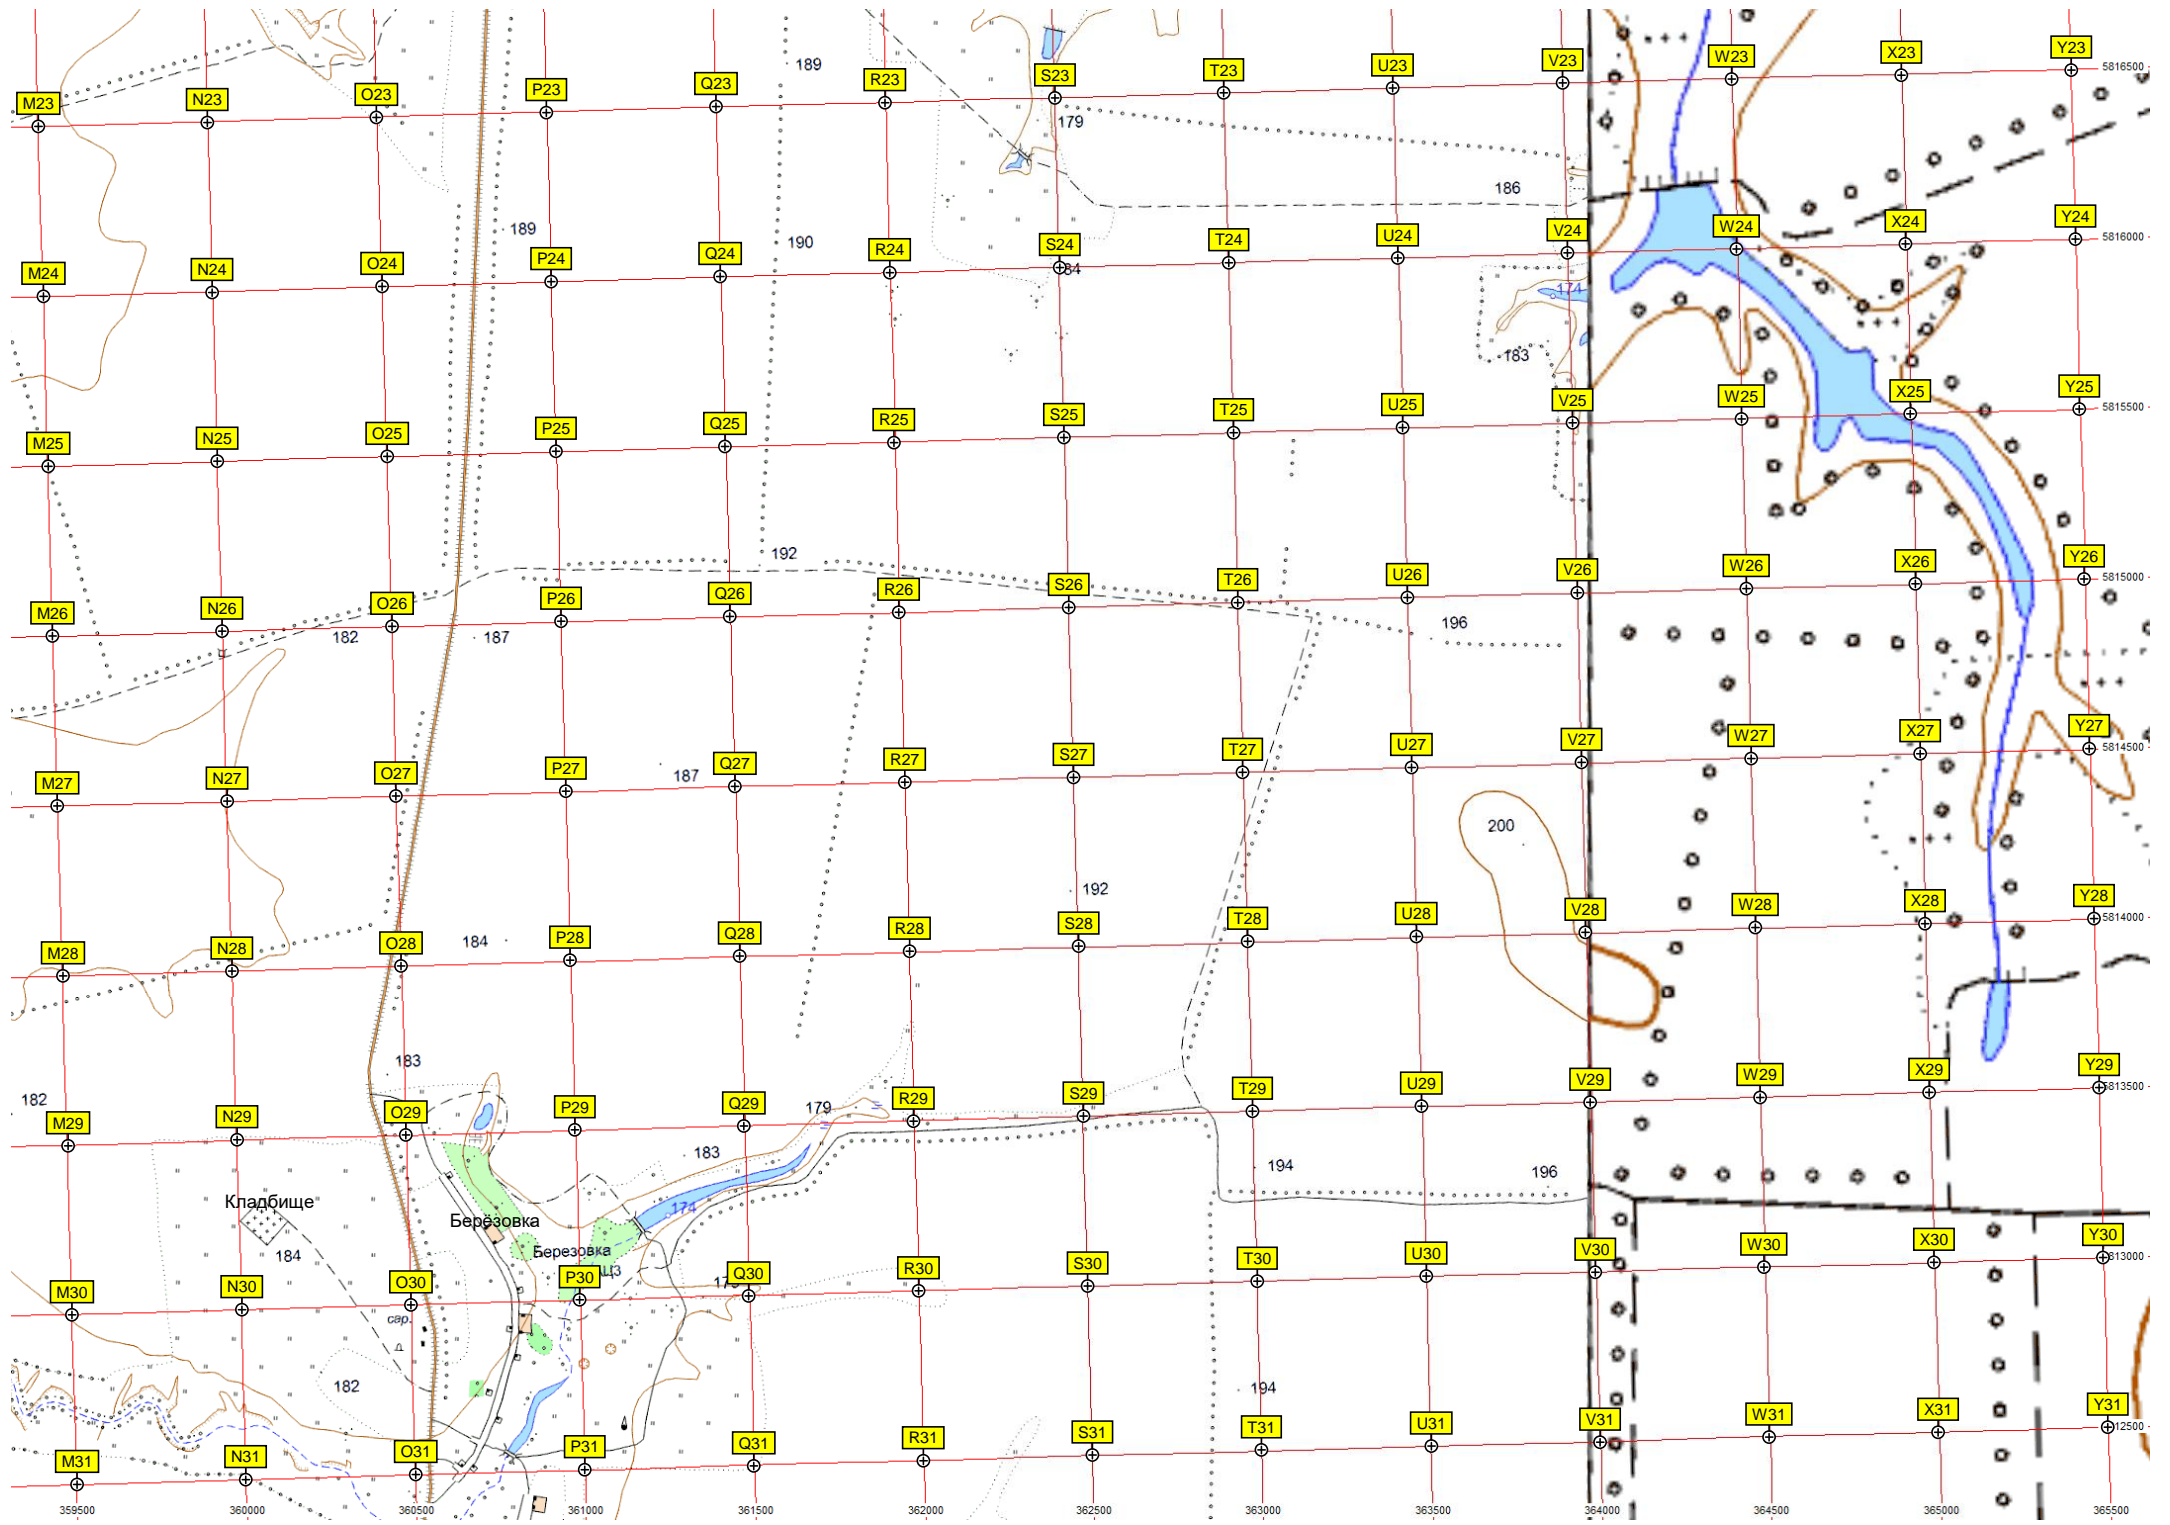 Y23
X23
W23
V23
U23
T23
S23
R23
Q23
P23
O23
N23
M23
5816500
189
179
186
189
190
Y24
X24
W24
V24
U24
T24
S24
R24
Q24
P24
O24
N24
M24
5816000
84
174
183
Y25
X25
W25
V25
U25
T25
S25
R25
Q25
P25
O25
N25
M25
5815500
192
Y26
X26
W26
V26
U26
T26
S26
R26
Q26
P26
O26
N26
M26
5815000
182
187
196
Y27
X27
W27
V27
U27
T27
S27
R27
Q27
P27
O27
N27
M27
5814500
187
200
192
Y28
X28
W28
V28
U28
T28
S28
R28
Q28
P28
O28
N28
M28
5814000
184
183
182
Y29
X29
W29
V29
U29
T29
S29
R29
Q29
P29
O29
N29
M29
5813500
179
183
194
196
Кладбище
Берёзовка
174
184
Березовка
Y30
X30
W30
V30
U30
T30
S30
R30
Q30
P30
O30
N30
M30
813000
сар.
182
194
Y31
X31
W31
V31
U31
T31
S31
R31
Q31
P31
O31
N31
M31
12500
359500
360000
360500
361000
361500
362000
362500
363000
363500
364000
364500
365000
365500